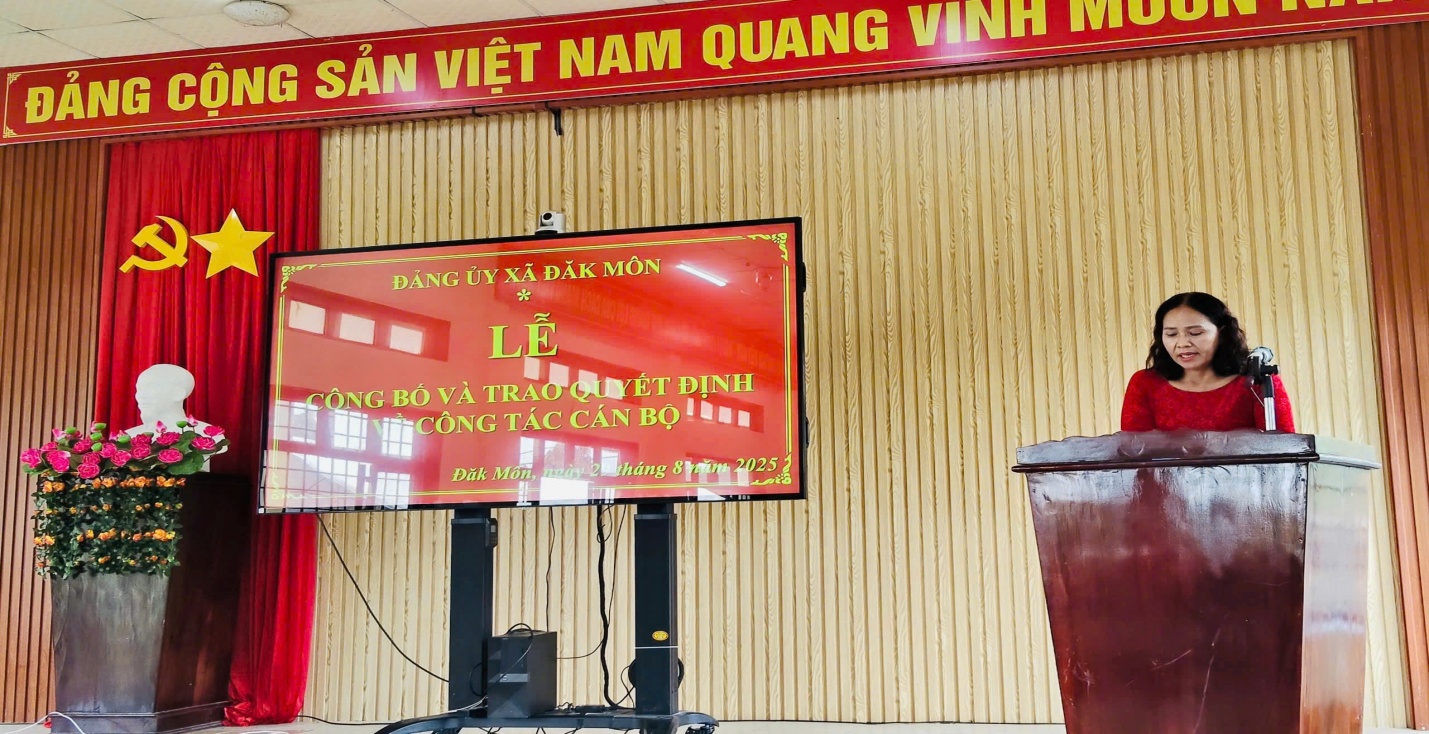 ĐẢNG CỘNG SẢN VIỆT NAM QUANG VINH MUÔN NĂM
ĐẢNG ỦY XÃ ĐĂK MÔN
*
LỄ
CÔNG BỐ VÀ TRAO QUYẾT ĐỊNH
VỀ CÔNG TÁC CÁN BỘ
Đăk Môn, ngày tháng 8 năm 2025